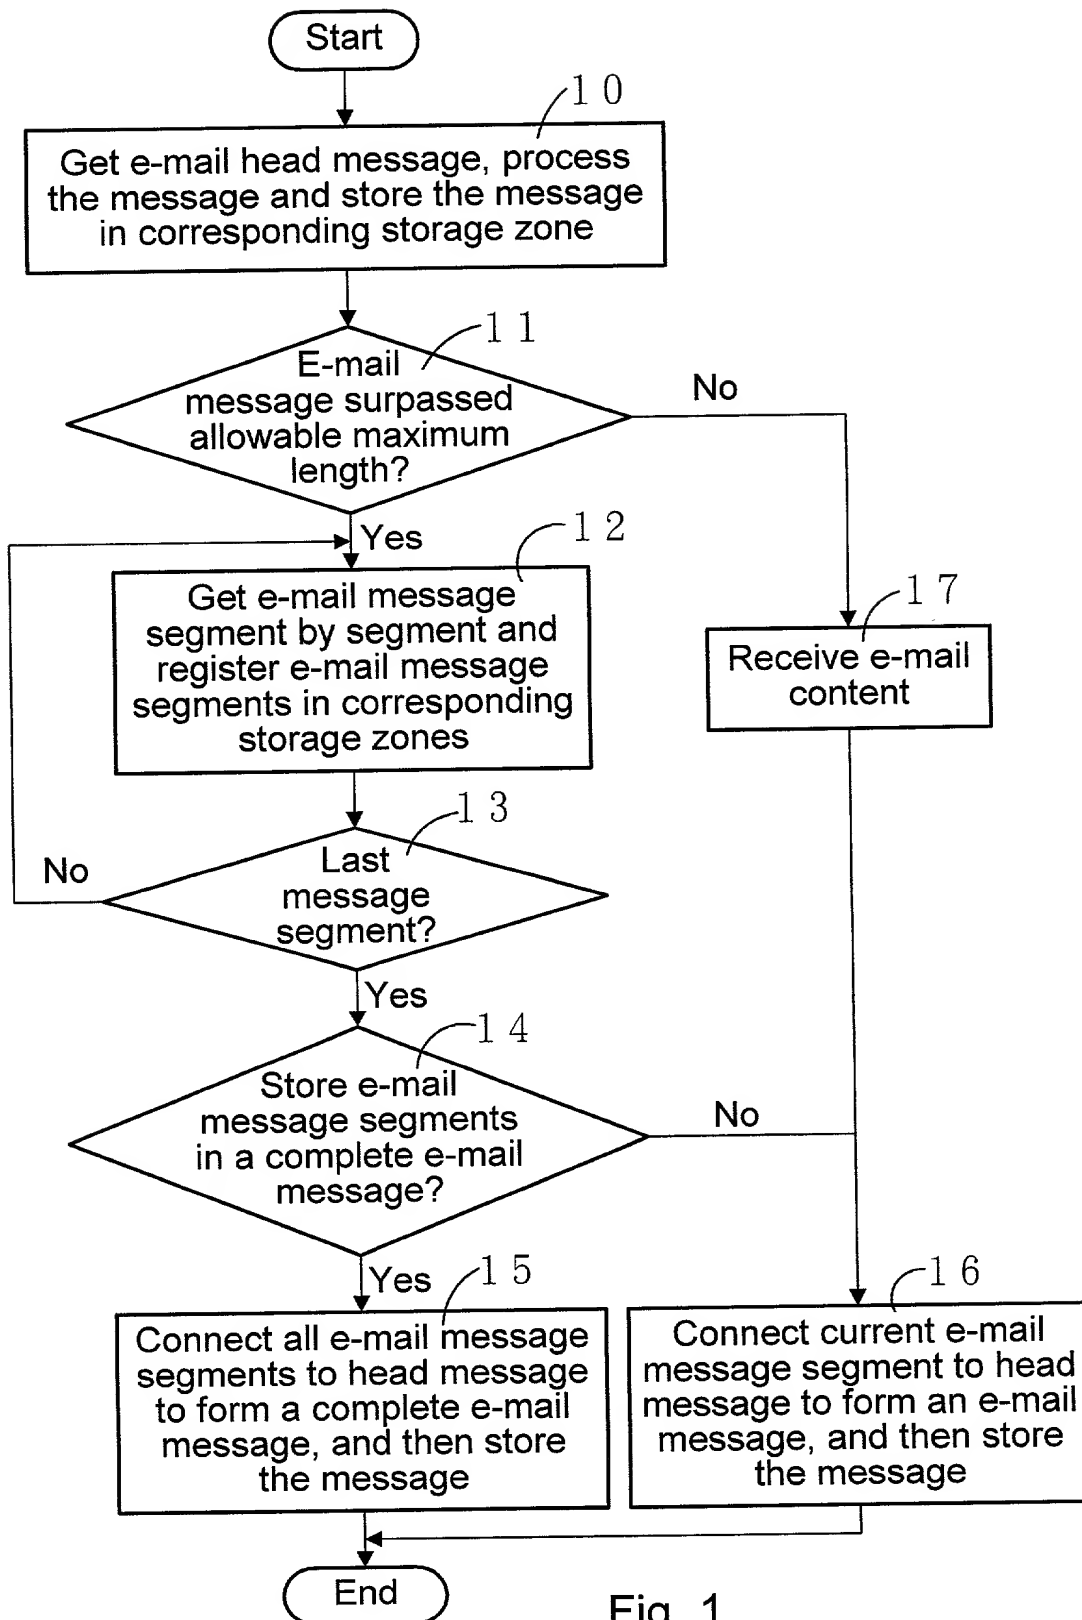 Start
10
Get e-mail head message, process
the message and store the message
in corresponding storage zone
11
E-mail
message surpassed
allowable maximum
length?
No
Yes
12
Get e-mail message
segment by segment and
register e-mail message
segments in corresponding
storage zones
17
Receive e-mail
content
13
Last
message
segment?
No
Yes
14
Store e-mail
message segments
in a complete e-mail
message?
No
Yes
15
Connect all e-mail message
segments to head message
to form a complete e-mail
message, and then store
the message
16
Connect current e-mail
message segment to head
message to form an e-mail
message, and then store
the message
End
Fig. 1